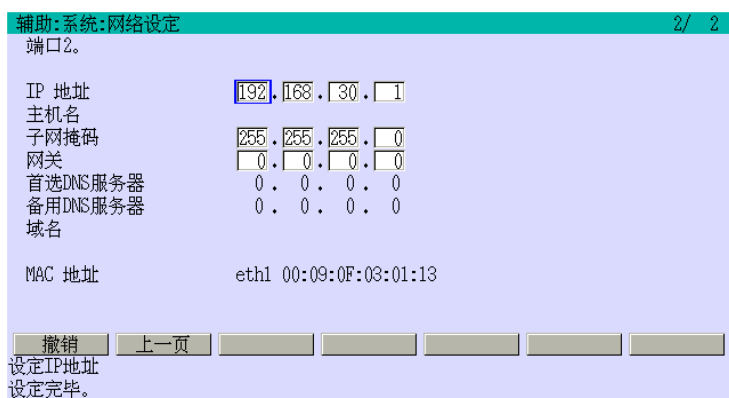 辅助:系统:网络设定 2/ 2
端口2。
IP 地址 192. 168. 30. 1
主机名
子网掩码 255. 255. 255. 0
网关 0. 0. 0. 0
首选DNS服务器 0. 0. 0. 0
备用DNS服务器 0. 0. 0. 0
域名
MAC 地址 eth1 00:09:0F:03:01:13
撤销 上一页
设定IP地址
设定完毕。